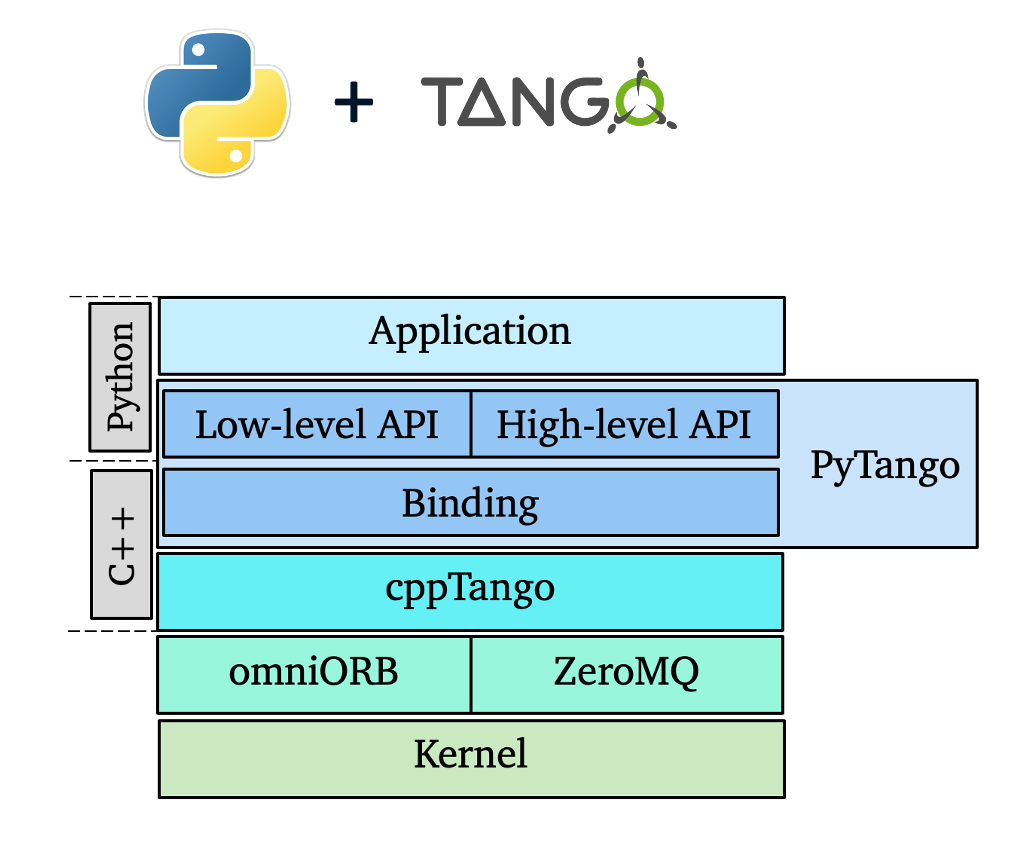 + TANGO
Application
Python
Low-level API High-level API
PyTango
Binding
C++
cppTango
omniORB ZeroMQ
Kernel